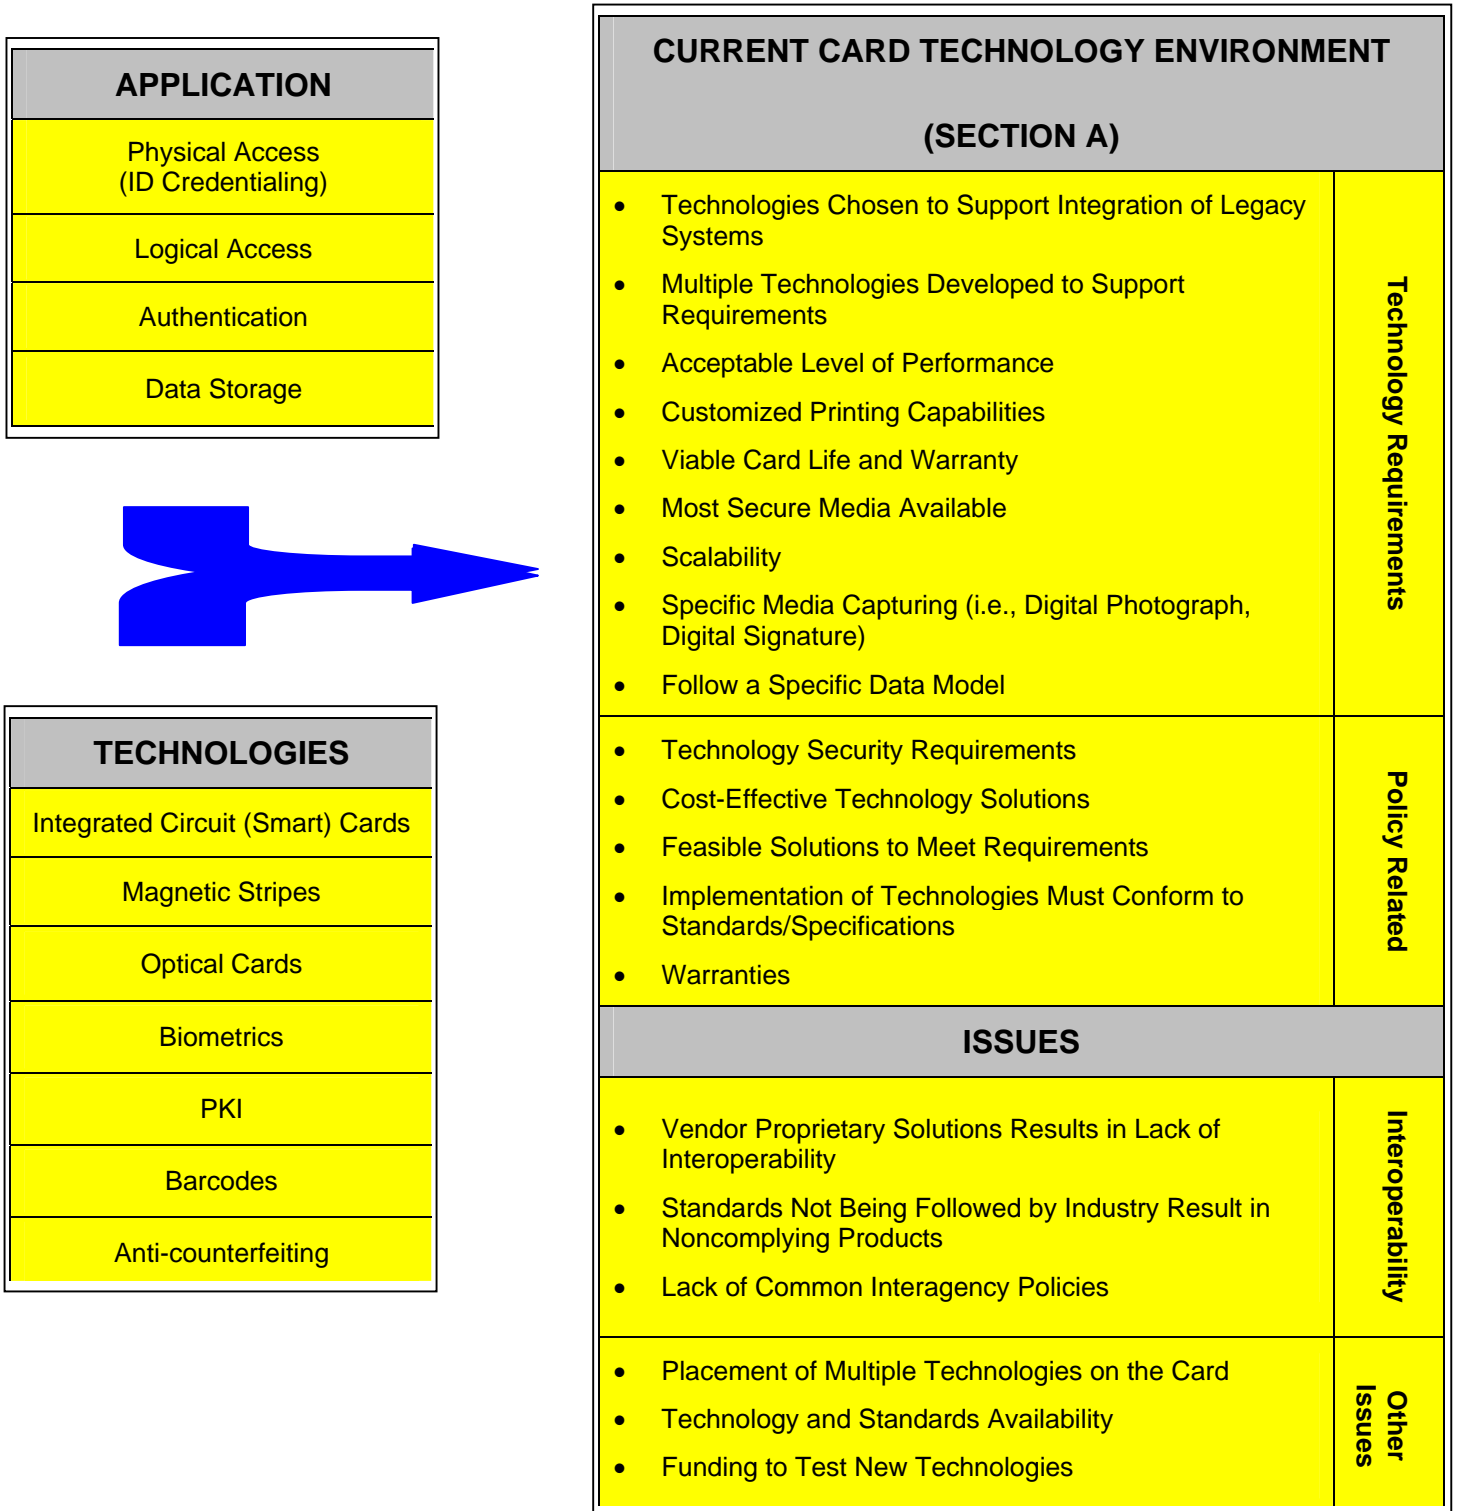 APPLICATION
Physical Access
(ID Credentialing)
Logical Access
Authentication
Data Storage
TECHNOLOGIES
Integrated Circuit (Smart) Cards
Magnetic Stripes
Optical Cards
Biometrics
PKI
Barcodes
Anti-counterfeiting
CURRENT CARD TECHNOLOGY ENVIRONMENT
(SECTION A)
• Technologies Chosen to Support Integration of Legacy
Systems
• Multiple Technologies Developed to Support
Requirements
• Acceptable Level of Performance
• Customized Printing Capabilities
• Viable Card Life and Warranty
• Most Secure Media Available
• Scalability
• Specific Media Capturing (i.e., Digital Photograph,
Digital Signature)
• Follow a Specific Data Model
Technology Requirements
• Technology Security Requirements
• Cost-Effective Technology Solutions
• Feasible Solutions to Meet Requirements
• Implementation of Technologies Must Conform to
Standards/Specifications
• Warranties
Policy Related
ISSUES
• Vendor Proprietary Solutions Results in Lack of
Interoperability
• Standards Not Being Followed by Industry Result in
Noncomplying Products
• Lack of Common Interagency Policies
Interoperability
• Placement of Multiple Technologies on the Card
• Technology and Standards Availability
• Funding to Test New Technologies
Other
Issues